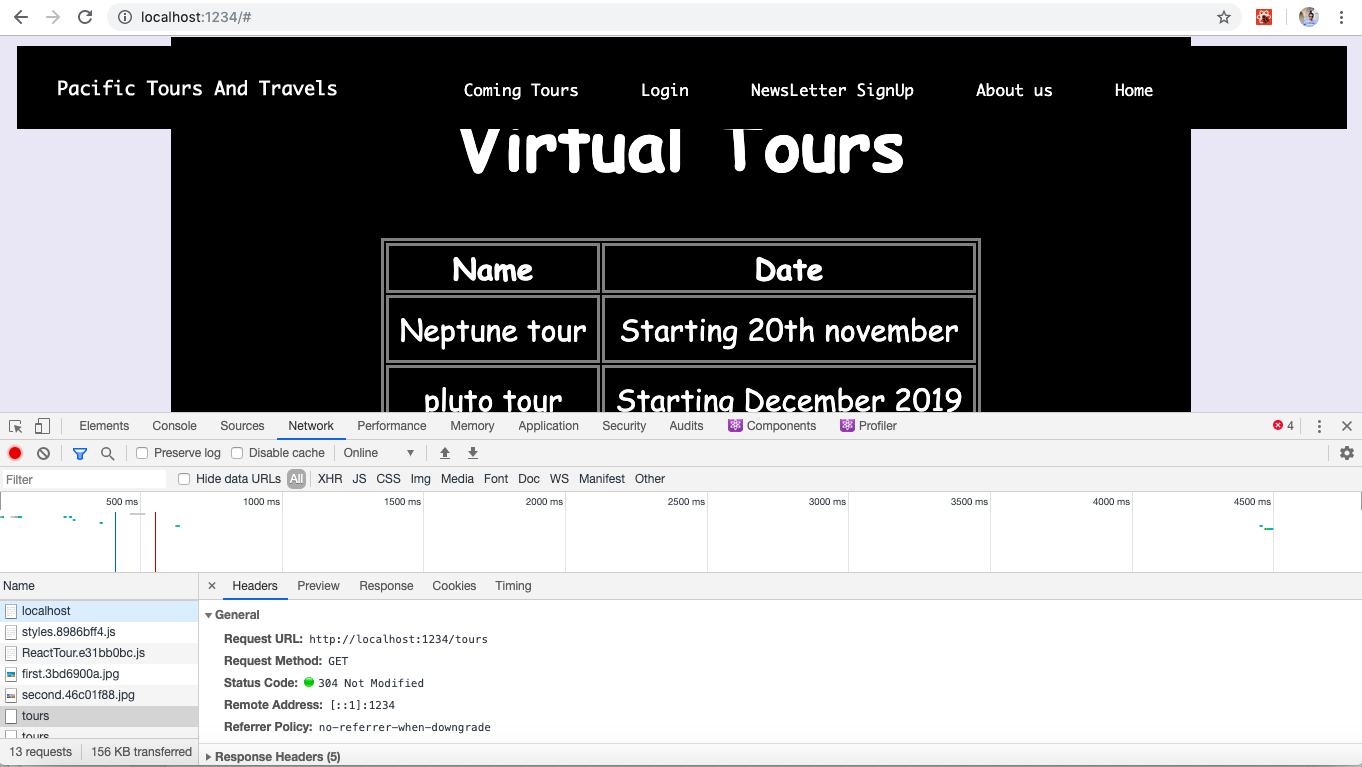 localhost:1234/#
Pacific Tours And Travels Coming Tours Login NewsLetter SignUp About us Home
Virtual Tours
Name Date
Neptune tour Starting 20th november
pluto tour Starting December 2019
Elements Console Sources Network Performance Memory Application Security Audits Components Profiler 4
Preserve log Disable cache Online
Filter Hide data URLs All XHR JS CSS Img Media Font Doc WS Manifest Other
500 ms 1000 ms 1500 ms 2000 ms 2500 ms 3000 ms 3500 ms 4000 ms 4500 ms
Name Headers Preview Response Cookies Timing
localhost
styles.8986bff4.js
ReactTour.e31bb0bc.js
first.3bd6900a.jpg
second.46c01f88.jpg
tours
tours
13 requests 156 KB transferred
General
Request URL: http://localhost:1234/tours
Request Method: GET
Status Code: 304 Not Modified
Remote Address: [::1]:1234
Referrer Policy: no-referrer-when-downgrade
Response Headers (5)